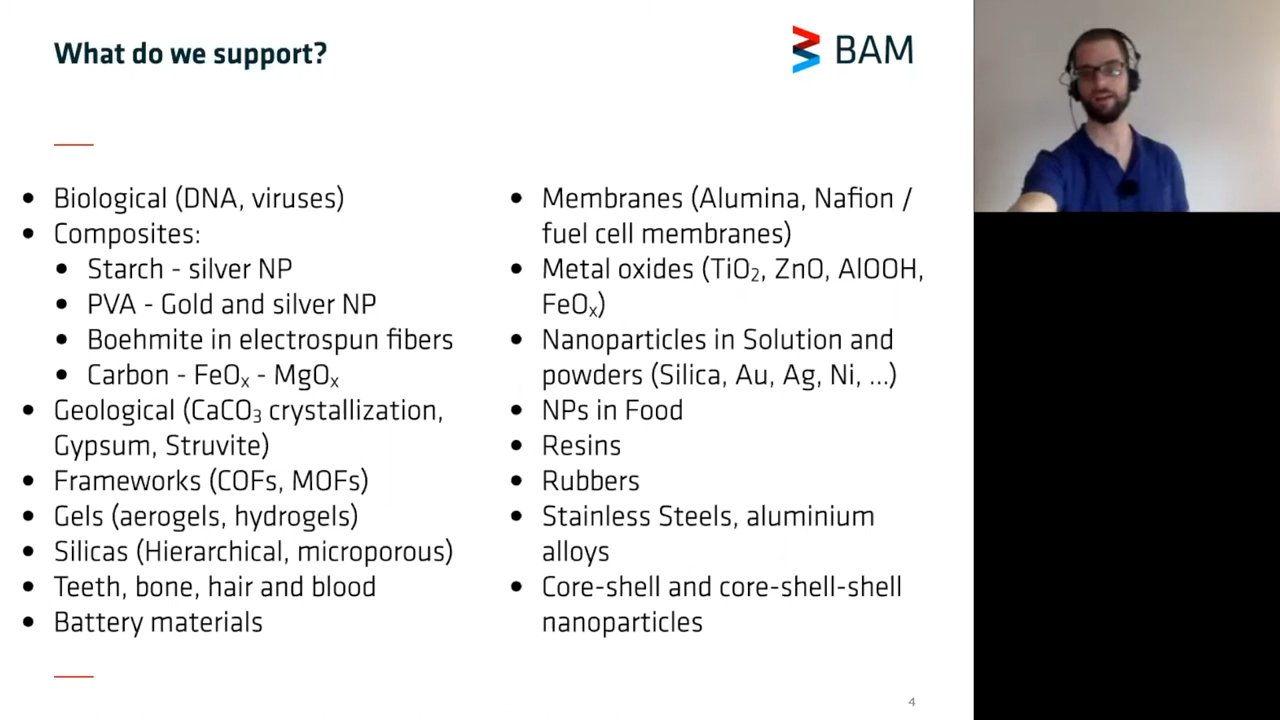 What do we support?
BAM
• Biological (DNA, viruses)
• Composites:
• Starch - silver NP
• PVA - Gold and silver NP
• Boehmite in electrospun fibers
• Carbon - FeOₓ - MgOₓ
• Geological (CaCO₃ crystallization,
Gypsum, Struvite)
• Frameworks (COFs, MOFs)
• Gels (aerogels, hydrogels)
• Silicas (Hierarchical, microporous)
• Teeth, bone, hair and blood
• Battery materials
• Membranes (Alumina, Nafion /
fuel cell membranes)
• Metal oxides (TiO₂, ZnO, AlOOH,
FeOₓ)
• Nanoparticles in Solution and
powders (Silica, Au, Ag, Ni, ...)
• NPs in Food
• Resins
• Rubbers
• Stainless Steels, aluminium
alloys
• Core-shell and core-shell-shell
nanoparticles
4